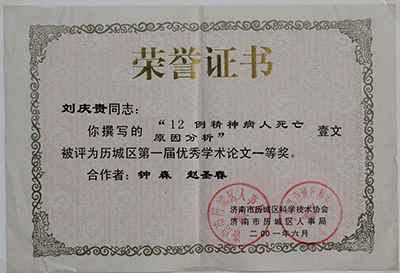 荣誉证书
刘庆贵同志：
你撰写的 “12 例精神病人死亡
原因分析” 壹文
被评为历城区第一届优秀学术论文一等奖。
合作者：钟 森 赵圣春
济南市历城区科学技术协会
济南市历城区人事局
二〇〇一年六月